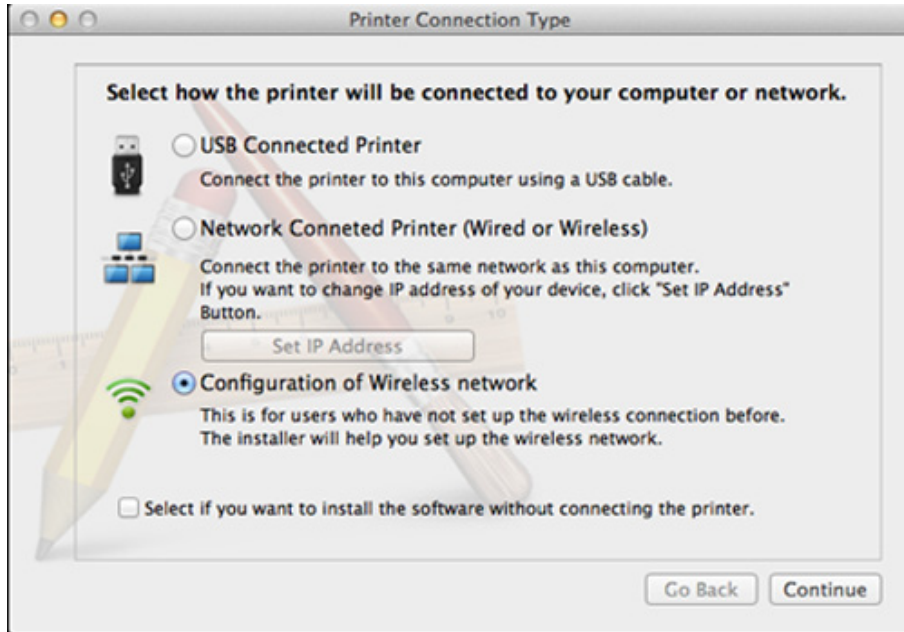 Printer Connection Type
Select how the printer will be connected to your computer or network.
USB Connected Printer
Connect the printer to this computer using a USB cable.
Network Conneted Printer (Wired or Wireless)
Connect the printer to the same network as this computer.
If you want to change IP address of your device, click "Set IP Address"
Button.
Set IP Address
Configuration of Wireless network
This is for users who have not set up the wireless connection before.
The installer will help you set up the wireless network.
Select if you want to install the software without connecting the printer.
Go Back Continue